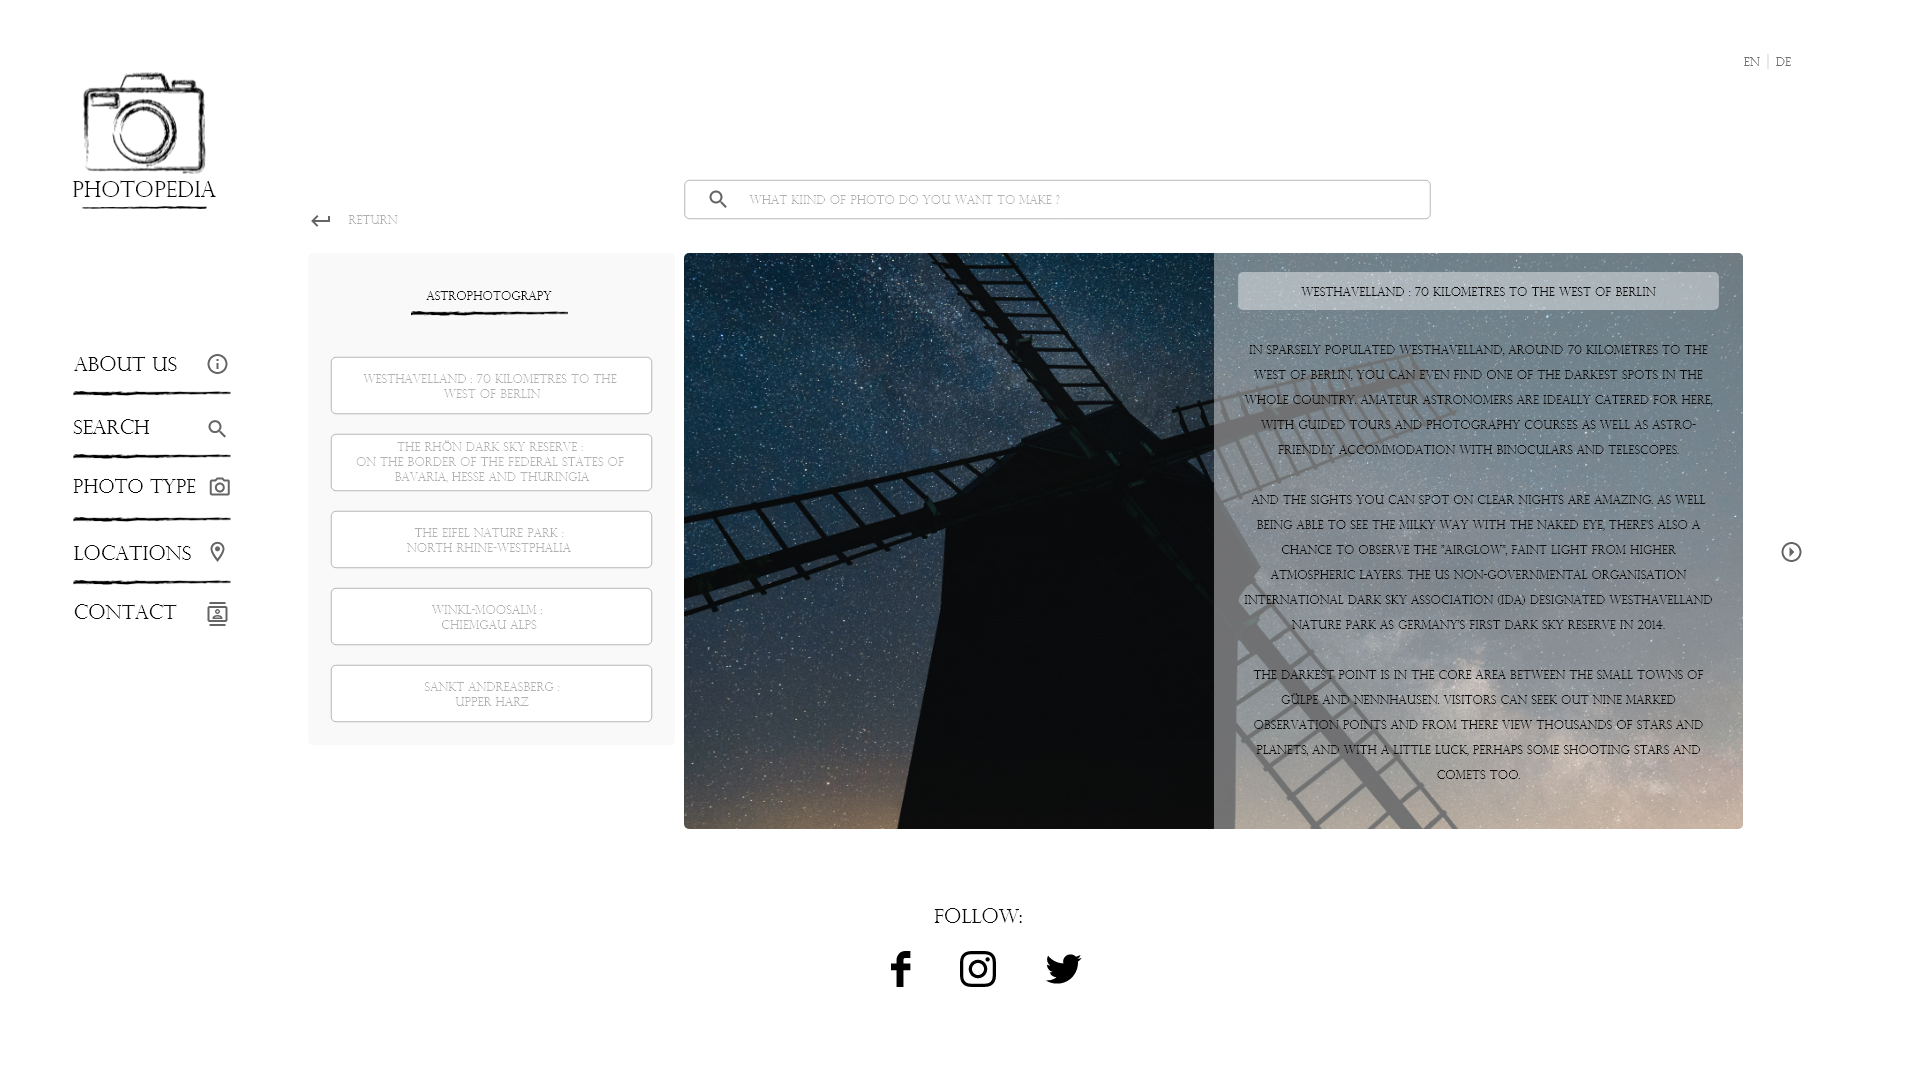 EN | DE
PHOTOPEDIA
WHAT KIIND OF PHOTO DO YOU WANT TO MAKE ?
RETURN
ABOUT US
SEARCH
PHOTO TYPE
LOCATIONS
CONTACT
ASTROPHOTOGRAPY
WESTHAVELLAND : 70 KILOMETRES TO THE
WEST OF BERLIN
THE RHÖN DARK SKY RESERVE :
ON THE BORDER OF THE FEDERAL STATES OF
BAVARIA, HESSE AND THURINGIA
THE EIFEL NATURE PARK :
NORTH RHINE-WESTPHALIA
WINKL-MOOSALM :
CHIEMGAU ALPS
SANKT ANDREASBERG :
UPPER HARZ
WESTHAVELLAND : 70 KILOMETRES TO THE WEST OF BERLIN
IN SPARSELY POPULATED WESTHAVELLAND, AROUND 70 KILOMETRES TO THE
WEST OF BERLIN, YOU CAN EVEN FIND ONE OF THE DARKEST SPOTS IN THE
WHOLE COUNTRY. AMATEUR ASTRONOMERS ARE IDEALLY CATERED FOR HERE,
WITH GUIDED TOURS AND PHOTOGRAPHY COURSES AS WELL AS ASTRO-
FRIENDLY ACCOMMODATION WITH BINOCULARS AND TELESCOPES.
AND THE SIGHTS YOU CAN SPOT ON CLEAR NIGHTS ARE AMAZING. AS WELL
BEING ABLE TO SEE THE MILKY WAY WITH THE NAKED EYE, THERE'S ALSO A
CHANCE TO OBSERVE THE "AIRGLOW", FAINT LIGHT FROM HIGHER
ATMOSPHERIC LAYERS. THE US NON-GOVERNMENTAL ORGANISATION
INTERNATIONAL DARK SKY ASSOCIATION (IDA) DESIGNATED WESTHAVELLAND
NATURE PARK AS GERMANY'S FIRST DARK SKY RESERVE IN 2014.
THE DARKEST POINT IS IN THE CORE AREA BETWEEN THE SMALL TOWNS OF
GÜLPE AND NENNHAUSEN. VISITORS CAN SEEK OUT NINE MARKED
OBSERVATION POINTS AND FROM THERE VIEW THOUSANDS OF STARS AND
PLANETS, AND WITH A LITTLE LUCK, PERHAPS SOME SHOOTING STARS AND
COMETS TOO.
FOLLOW: